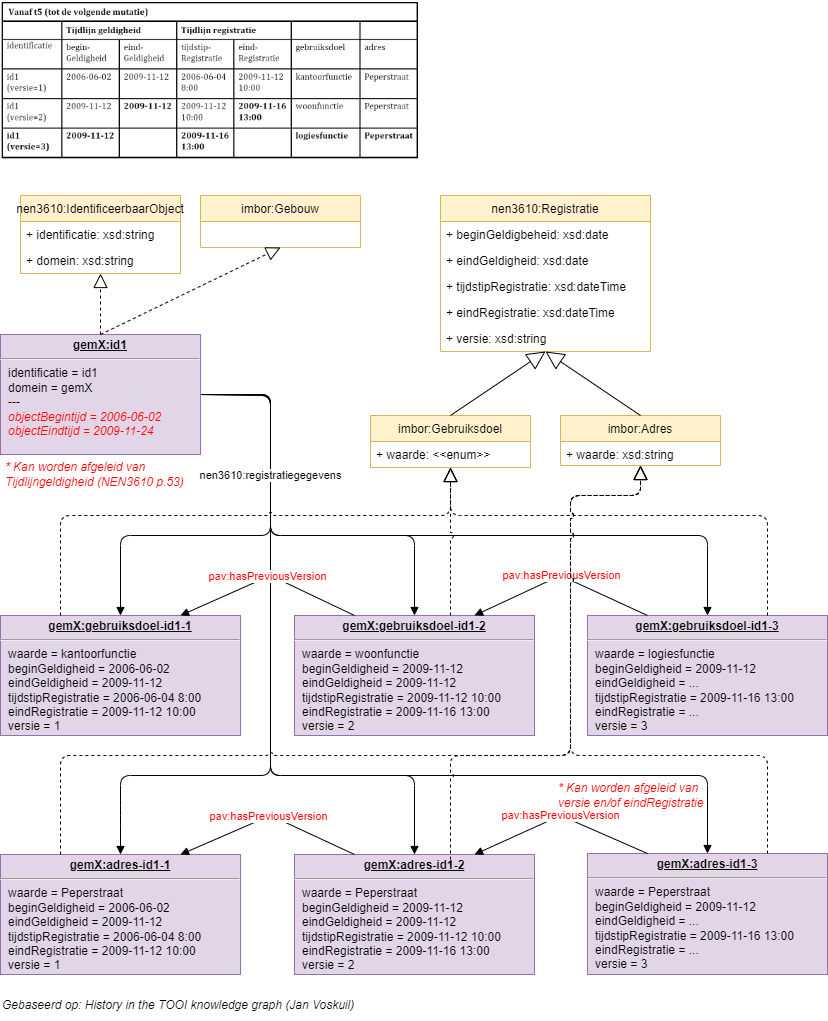 Vanaf t5 (tot de volgende mutatie)
Tijdlijn geldigheid Tijdlijn registratie
identificatie begin-Geldigheid eind-Geldigheid tijdstip-Registratie eind-Registratie gebruiksdoel adres
id1 (versie=1) 2006-06-02 2009-11-12 2006-06-04 8:00 2009-11-12 10:00 kantoorfunctie Peperstraat
id1 (versie=2) 2009-11-12 2009-11-12 2009-11-12 10:00 2009-11-16 13:00 woonfunctie Peperstraat
id1 (versie=3) 2009-11-12 2009-11-16 13:00 logiesfunctie Peperstraat
nen3610:IdentificeerbaarObject
+ identificatie: xsd:string
+ domein: xsd:string
imbor:Gebouw
nen3610:Registratie
+ beginGeldigbeheid: xsd:date
+ eindGeldigheid: xsd:date
+ tijdstipRegistratie: xsd:dateTime
+ eindRegistratie: xsd:dateTime
+ versie: xsd:string
gemX:id1
identificatie = id1
domein = gemX
---
objectBegintijd = 2006-06-02
objectEindtijd = 2009-11-24
* Kan worden afgeleid van
Tijdlijngeldigheid (NEN3610 p.53)
imbor:Gebruiksdoel
+ waarde: <<enum>>
imbor:Adres
+ waarde: xsd:string
nen3610:registratiegegevens
pav:hasPreviousVersion
pav:hasPreviousVersion
gemX:gebruiksdoel-id1-1
waarde = kantoorfunctie
beginGeldigheid = 2006-06-02
eindGeldigheid = 2009-11-12
tijdstipRegistratie = 2006-06-04 8:00
eindRegistratie = 2009-11-12 10:00
versie = 1
gemX:gebruiksdoel-id1-2
waarde = woonfunctie
beginGeldigheid = 2009-11-12
eindGeldigheid = 2009-11-12
tijdstipRegistratie = 2009-11-12 10:00
eindRegistratie = 2009-11-16 13:00
versie = 2
gemX:gebruiksdoel-id1-3
waarde = logiesfunctie
beginGeldigheid = 2009-11-12
eindGeldigheid = ...
tijdstipRegistratie = 2009-11-16 13:00
eindRegistratie = ...
versie = 3
* Kan worden afgeleid van
versie en/of eindRegistratie
pav:hasPreviousVersion
pav:hasPreviousVersion
gemX:adres-id1-1
waarde = Peperstraat
beginGeldigheid = 2006-06-02
eindGeldigheid = 2009-11-12
tijdstipRegistratie = 2006-06-04 8:00
eindRegistratie = 2009-11-12 10:00
versie = 1
gemX:adres-id1-2
waarde = Peperstraat
beginGeldigheid = 2009-11-12
eindGeldigheid = 2009-11-12
tijdstipRegistratie = 2009-11-12 10:00
eindRegistratie = 2009-11-16 13:00
versie = 2
gemX:adres-id1-3
waarde = Peperstraat
beginGeldigheid = 2009-11-12
eindGeldigheid = ...
tijdstipRegistratie = 2009-11-16 13:00
eindRegistratie = ...
versie = 3
Gebaseerd op: History in the TOOI knowledge graph (Jan Voskuil)